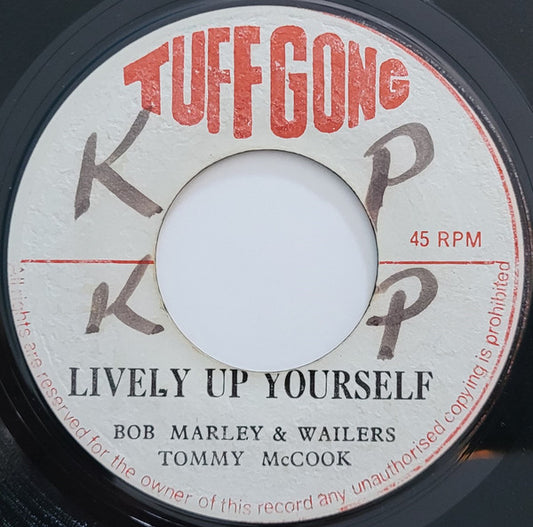 TUFF GONG
K P
45 RPM
K P
LIVELY UP YOURSELF
BOB MARLEY & WAILERS
TOMMY McCOOK
All rights are reserved for the owner of this record any unauthorised copying is prohibited